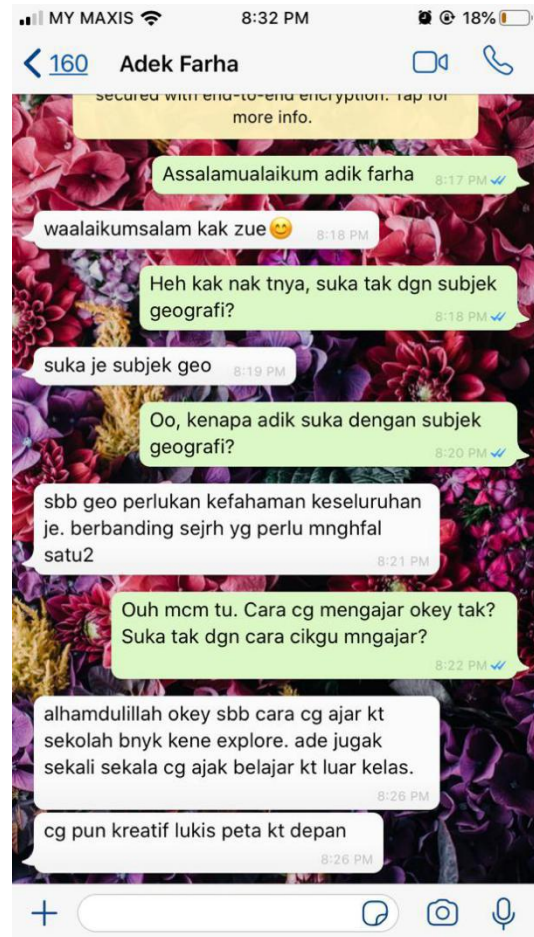 MY MAXIS 8:32 PM 18%
160 Adek Farha
secured with end-to-end encryption. Tap for
more info.
Assalamualaikum adik farha 8:17 PM
waalaikumsalam kak zue😊 8:18 PM
Heh kak nak tnya, suka tak dgn subjek
geografi?
8:18 PM
suka je subjek geo 8:19 PM
Oo, kenapa adik suka dengan subjek
geografi?
8:20 PM
sbb geo perlukan kefahaman keseluruhan
je. berbanding sejrh yg perlu mnghfal
satu2
8:21 PM
Ouh mcm tu. Cara cg mengajar okey tak?
Suka tak dgn cara cikgu mngajar?
8:22 PM
alhamdulillah okey sbb cara cg ajar kt
sekolah bnyk kene explore. ade jugak
sekali sekala cg ajak belajar kt luar kelas.
8:26 PM
cg pun kreatif lukis peta kt depan
8:26 PM